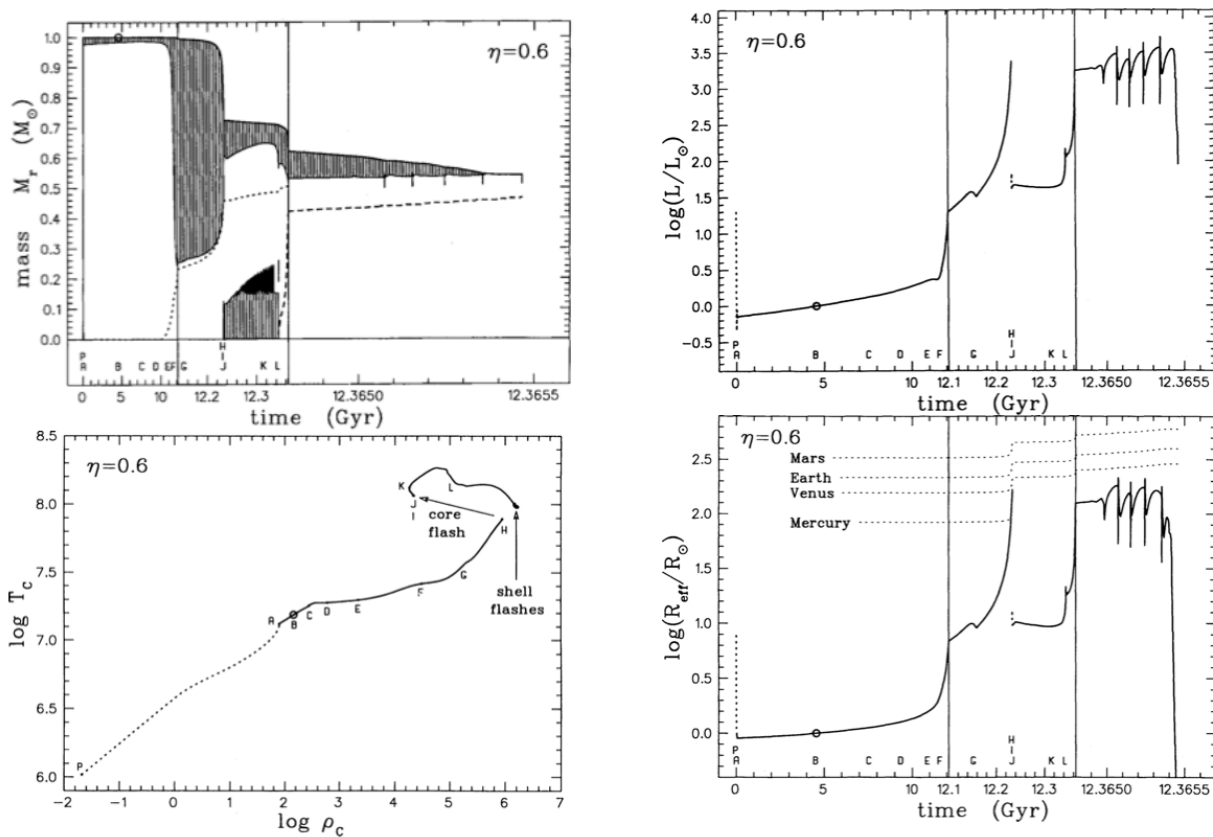 η=0.6
1.0
0.9
0.8
0.7
0.6
0.5
0.4
0.3
0.2
0.1
0.0
mass M_r (M_⊙)
P H
A B C D E F G I J K L
0 5 10 12.2 12.3 12.3650 12.3655
time (Gyr)
η=0.6
4.0
3.5
3.0
2.5
2.0
1.5
1.0
0.5
0.0
−0.5
log(L/L_⊙)
P H
A B C D E F G I J K L
0 5 10 12.1 12.2 12.3 12.3650 12.3655
time (Gyr)
η=0.6
8.5
8.0
7.5
7.0
6.5
6.0
log T_C
K
L
J
I
core
flash
H
G
shell
flashes
F
E
D
C
B
A
P
−2 −1 0 1 2 3 4 5 6 7
log ρ_C
η=0.6
2.5
2.0
1.5
1.0
0.5
0.0
log(R_eff/R_⊙)
Mars
Earth
Venus
Mercury
P H
A B C D E F G I J K L
0 5 10 12.1 12.2 12.3 12.3650 12.3655
time (Gyr)